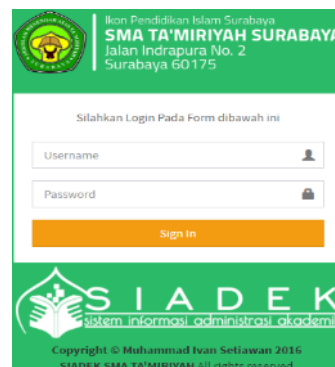 Ikon Pendidikan Islam Surabaya
SMA TA'MIRIYAH SURABAYA
Jalan Indrapura No. 2
Surabaya 60175
Silahkan Login Pada Form dibawah ini
Username
Password
Sign In
SIADEK
sistem informasi administrasi akademik
Copyright © Muhammad Ivan Setiawan 2016
SIADEK SMA TA'MIRIYAH All rights reserved